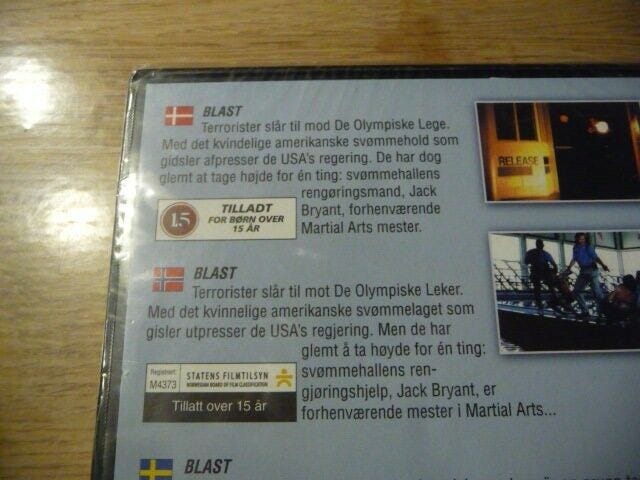 BLAST
Terrorister slår til mod De Olympiske Lege.
Med det kvindelige amerikanske svømmehold som
gidsler afpresser de USA's regering. De har dog
glemt at tage højde for én ting: svømmehallens
rengøringsmand, Jack
Bryant, forhenværende
Martial Arts mester.
15
TILLADT
FOR BØRN OVER
15 ÅR
RELEASE
BLAST
Terrorister slår til mot De Olympiske Leker.
Med det kvinnelige amerikanske svømmelaget som
gisler utpresser de USA's regjering. Men de har
glemt å ta høyde for én ting:
svømmehallens ren-
gjøringshjelp, Jack Bryant, er
forhenværende mester i Martial Arts...
Registrert
M4373
STATENS FILMTILSYN
NORWEGIAN BOARD OF FILM CLASSIFICATION
Tillatt over 15 år
BLAST